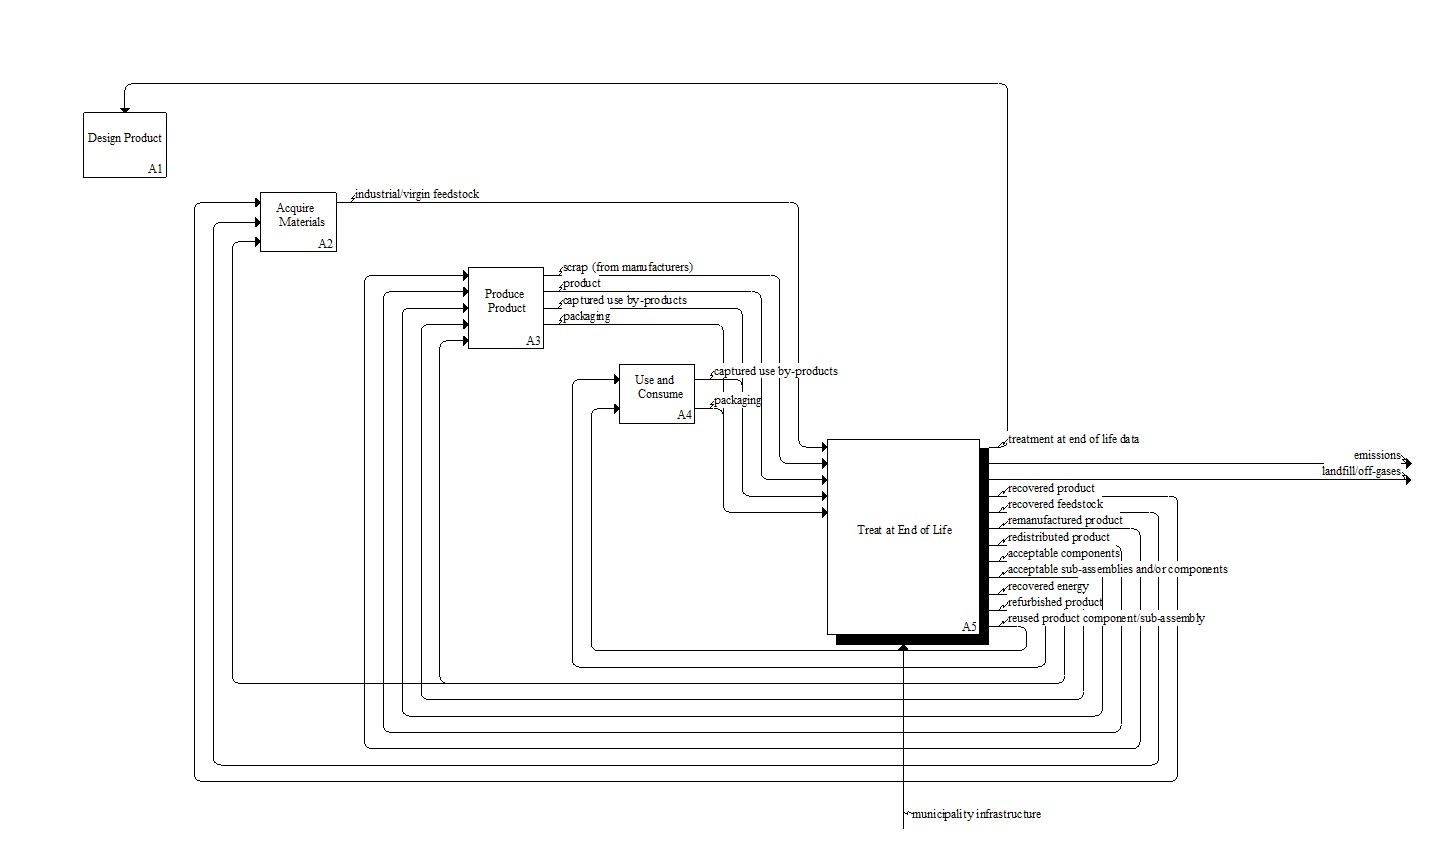 Design Product
A1
Acquire
Materials
A2
industrial/virgin feedstock
Produce
Product
A3
scrap (from manufacturers)
product
captured use by-products
packaging
Use and
Consume
A4
captured use by-products
packaging
Treat at End of Life
A5
treatment at end of life data
emissions
landfill/off-gases
recovered product
recovered feedstock
remanufactured product
redistributed product
acceptable components
acceptable sub-assemblies and/or components
recovered energy
refurbished product
reused product component/sub-assembly
municipality infrastructure